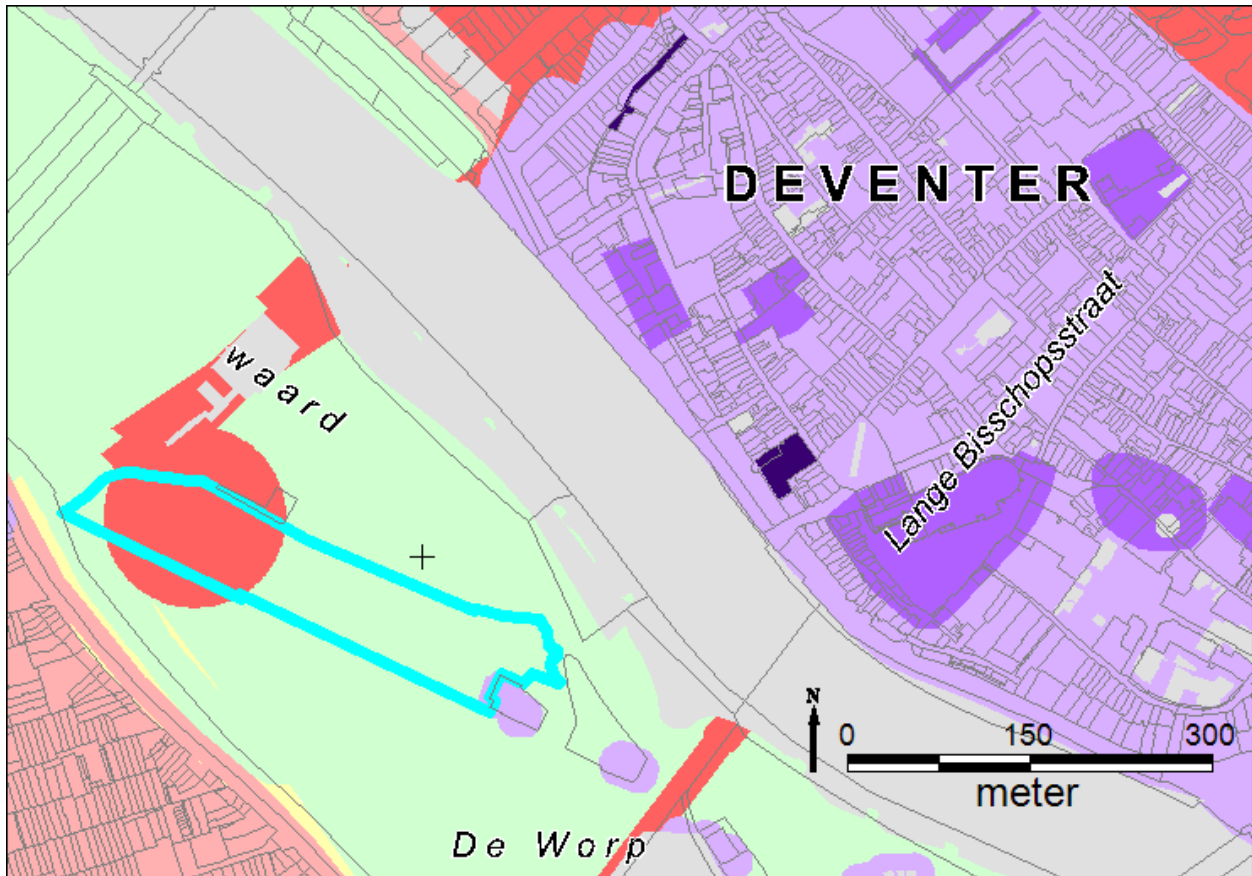 DEVENTER
waard
Lange Bisschopsstraat
N
0 150 300
meter
De Worp